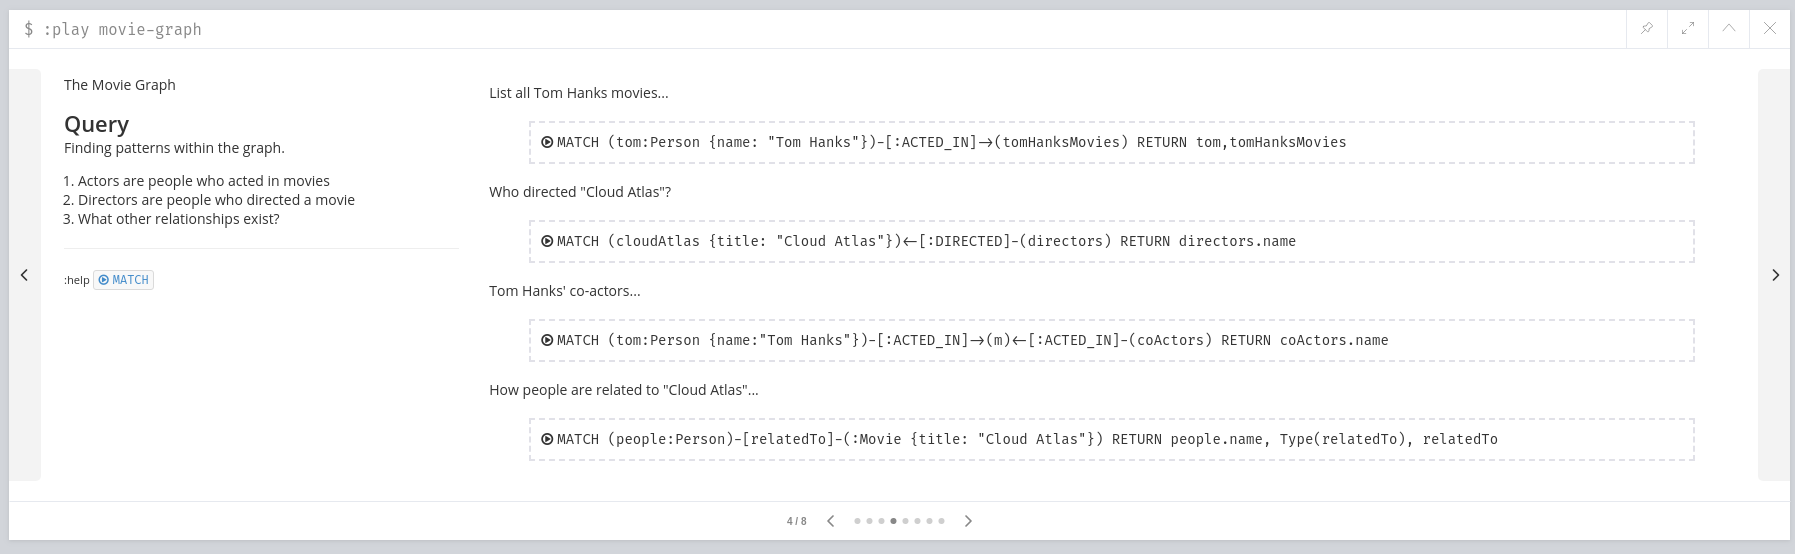 $ :play movie-graph
The Movie Graph
Query
Finding patterns within the graph.
1. Actors are people who acted in movies
2. Directors are people who directed a movie
3. What other relationships exist?
:help MATCH
List all Tom Hanks movies...
MATCH (tom:Person {name: "Tom Hanks"})-[:ACTED_IN]->(tomHanksMovies) RETURN tom,tomHanksMovies
Who directed "Cloud Atlas"?
MATCH (cloudAtlas {title: "Cloud Atlas"})<-[:DIRECTED]-(directors) RETURN directors.name
Tom Hanks' co-actors...
MATCH (tom:Person {name:"Tom Hanks"})-[:ACTED_IN]->(m)<-[:ACTED_IN]-(coActors) RETURN coActors.name
How people are related to "Cloud Atlas"...
MATCH (people:Person)-[relatedTo]-(:Movie {title: "Cloud Atlas"}) RETURN people.name, Type(relatedTo), relatedTo
4 / 8